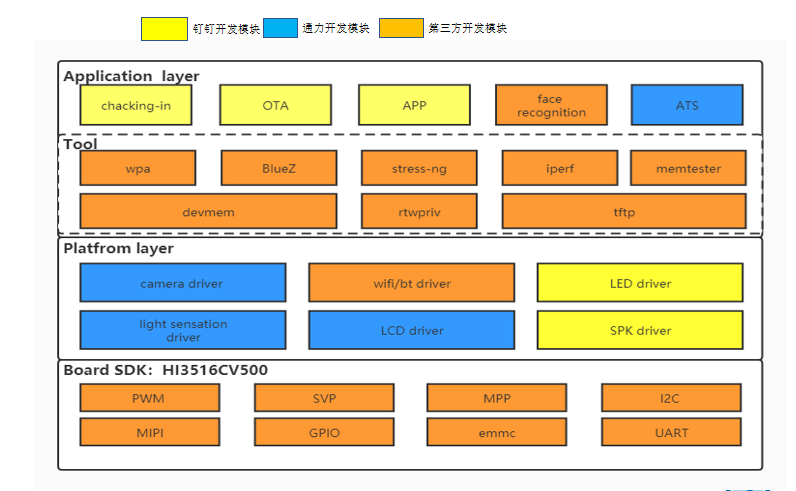 钉钉开发模块 通力开发模块 第三方开发模块
Application layer
chacking-in OTA APP face recognition ATS
Tool
wpa BlueZ stress-ng iperf memtester
devmem rtwpriv tftp
Platfrom layer
camera driver wifi/bt driver LED driver
light sensation driver LCD driver SPK driver
Board SDK：HI3516CV500
PWM SVP MPP I2C
MIPI GPIO emmc UART